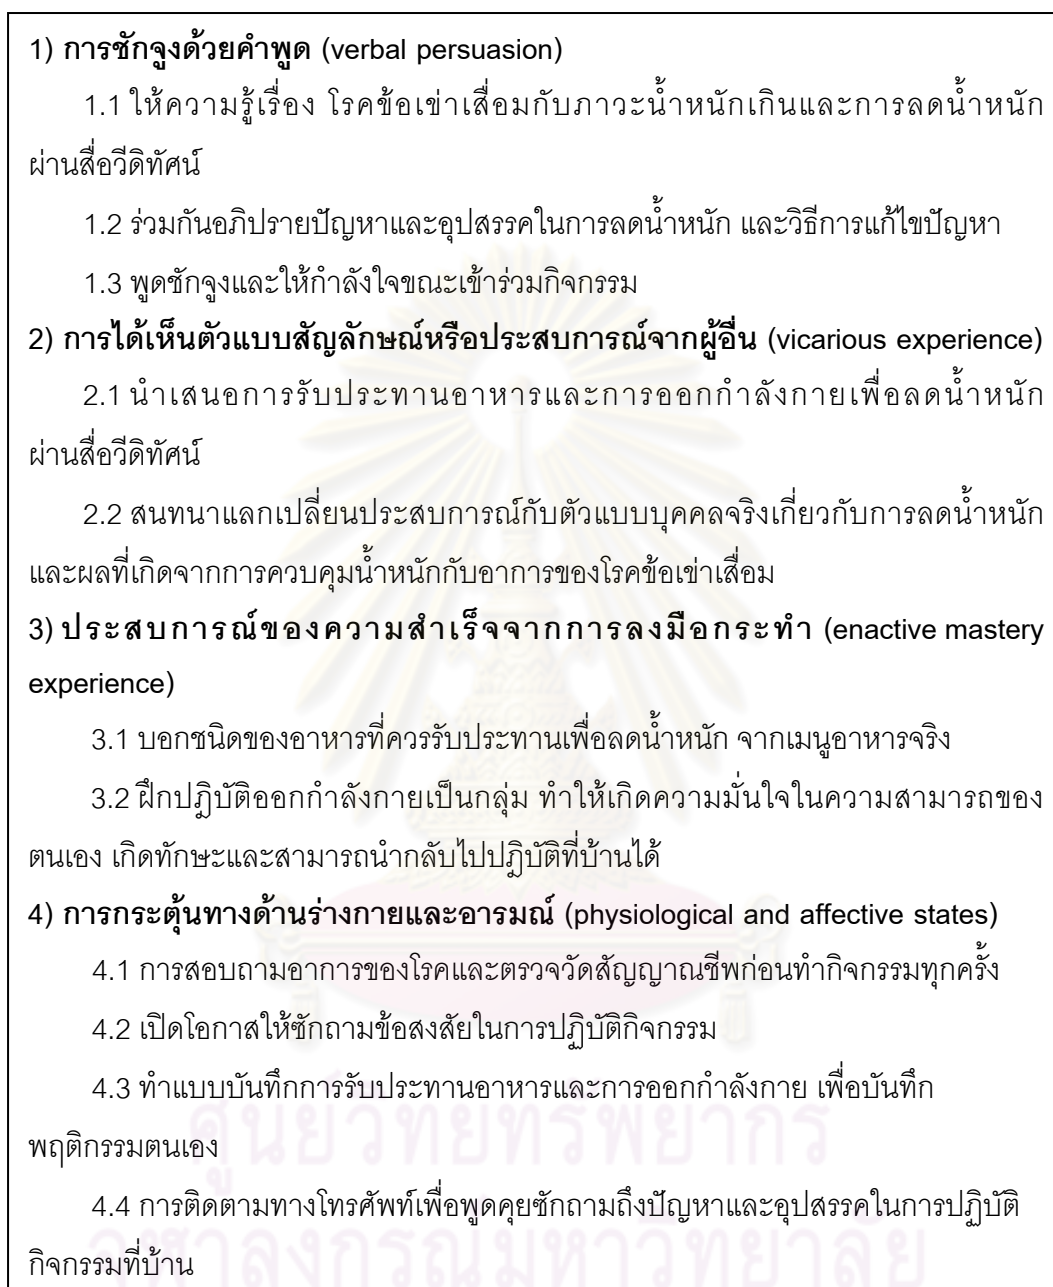 1) การชักจูงด้วยคำพูด (verbal persuasion)
1.1 ให้ความรู้เรื่อง โรคข้อเข่าเสื่อมกับภาวะน้ำหนักเกินและการลดน้ำหนัก
ผ่านสื่อวีดิทัศน์
1.2 ร่วมกันอภิปรายปัญหาและอุปสรรคในการลดน้ำหนัก และวิธีการแก้ไขปัญหา
1.3 พูดชักจูงและให้กำลังใจขณะเข้าร่วมกิจกรรม
2) การได้เห็นตัวแบบสัญลักษณ์หรือประสบการณ์จากผู้อื่น (vicarious experience)
2.1 นำเสนอการรับประทานอาหารและการออกกำลังกายเพื่อลดน้ำหนัก
ผ่านสื่อวีดิทัศน์
2.2 สนทนาแลกเปลี่ยนประสบการณ์กับตัวแบบบุคคลจริงเกี่ยวกับการลดน้ำหนัก
และผลที่เกิดจากการควบคุมน้ำหนักกับอาการของโรคข้อเข่าเสื่อม
3) ประสบการณ์ของความสำเร็จจากการลงมือกระทำ (enactive mastery
experience)
3.1 บอกชนิดของอาหารที่ควรรับประทานเพื่อลดน้ำหนัก จากเมนูอาหารจริง
3.2 ฝึกปฏิบัติออกกำลังกายเป็นกลุ่ม ทำให้เกิดความมั่นใจในความสามารถของ
ตนเอง เกิดทักษะและสามารถนำกลับไปปฏิบัติที่บ้านได้
4) การกระตุ้นทางด้านร่างกายและอารมณ์ (physiological and affective states)
4.1 การสอบถามอาการของโรคและตรวจวัดสัญญาณชีพก่อนทำกิจกรรมทุกครั้ง
4.2 เปิดโอกาสให้ซักถามข้อสงสัยในการปฏิบัติกิจกรรม
4.3 ทำแบบบันทึกการรับประทานอาหารและการออกกำลังกาย เพื่อบันทึก
พฤติกรรมตนเอง
ศูนย์วิทยทรัพยากร
4.4 การติดตามทางโทรศัพท์เพื่อพูดคุยซักถามถึงปัญหาและอุปสรรคในการปฏิบัติ
กิจกรรมที่บ้าน
จุฬาลงกรณ์มหาวิทยาลัย